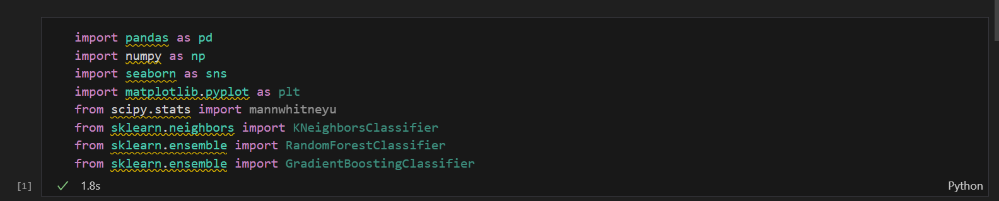 import pandas as pd
import numpy as np
import seaborn as sns
import matplotlib.pyplot as plt
from scipy.stats import mannwhitneyu
from sklearn.neighbors import KNeighborsClassifier
from sklearn.ensemble import RandomForestClassifier
from sklearn.ensemble import GradientBoostingClassifier
[1] 1.8s Python